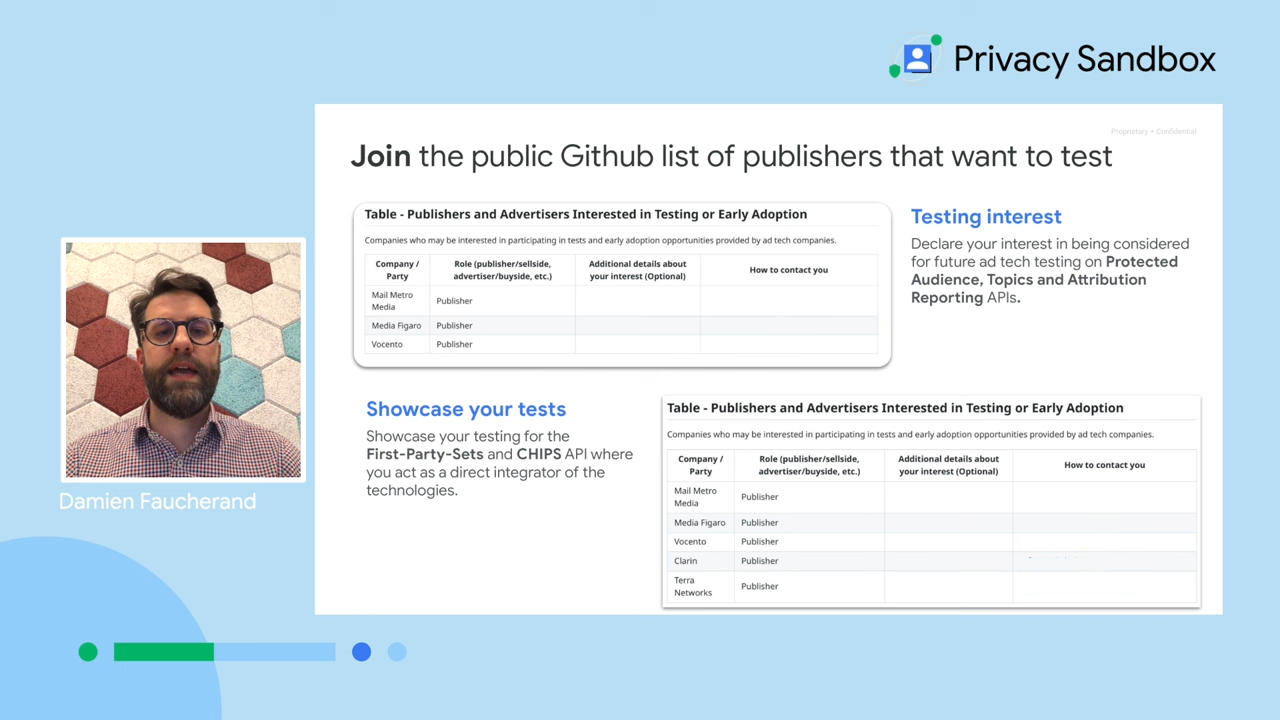 Privacy Sandbox
Proprietary + Confidential
Join the public Github list of publishers that want to test
Table - Publishers and Advertisers Interested in Testing or Early Adoption
Companies who may be interested in participating in tests and early adoption opportunities provided by ad tech companies.
Company / Party
Role (publisher/sellside, advertiser/buyside, etc.)
Additional details about your interest (Optional)
How to contact you
Mail Metro Media
Publisher
Media Figaro
Publisher
Vocento
Publisher
Testing interest
Declare your interest in being considered
for future ad tech testing on Protected
Audience, Topics and Attribution
Reporting APIs.
Showcase your tests
Showcase your testing for the
First-Party-Sets and CHIPS API where
you act as a direct integrator of the
technologies.
Table - Publishers and Advertisers Interested in Testing or Early Adoption
Companies who may be interested in participating in tests and early adoption opportunities provided by ad tech companies.
Company / Party
Role (publisher/sellside, advertiser/buyside, etc.)
Additional details about your interest (Optional)
How to contact you
Mail Metro Media
Publisher
Media Figaro
Publisher
Vocento
Publisher
Clarin
Publisher
Terra Networks
Publisher
Damien Faucherand